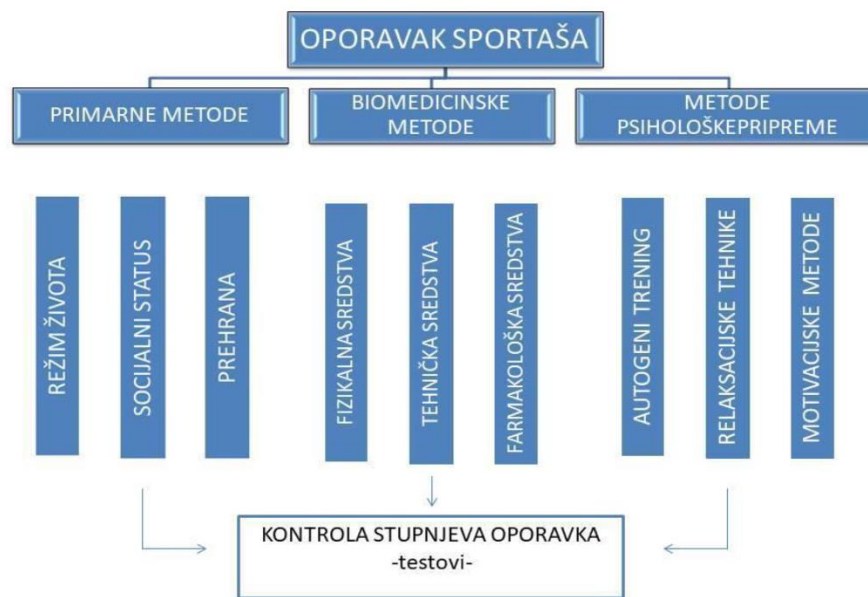 OPORAVAK SPORTAŠA
PRIMARNE METODE
BIOMEDICINSKE
METODE
METODE
PSIHOLOŠKEPRIPREME
REŽIM ŽIVOTA
SOCIJALNI STATUS
PREHRANA
FIZIKALNA SREDSTVA
TEHNIČKA SREDSTVA
FARMAKOLOŠKA SREDSTVA
AUTOGENI TRENING
RELAKSACIJSKE TEHNIKE
MOTIVACIJSKE METODE
KONTROLA STUPNJEVA OPORAVKA
-testovi-